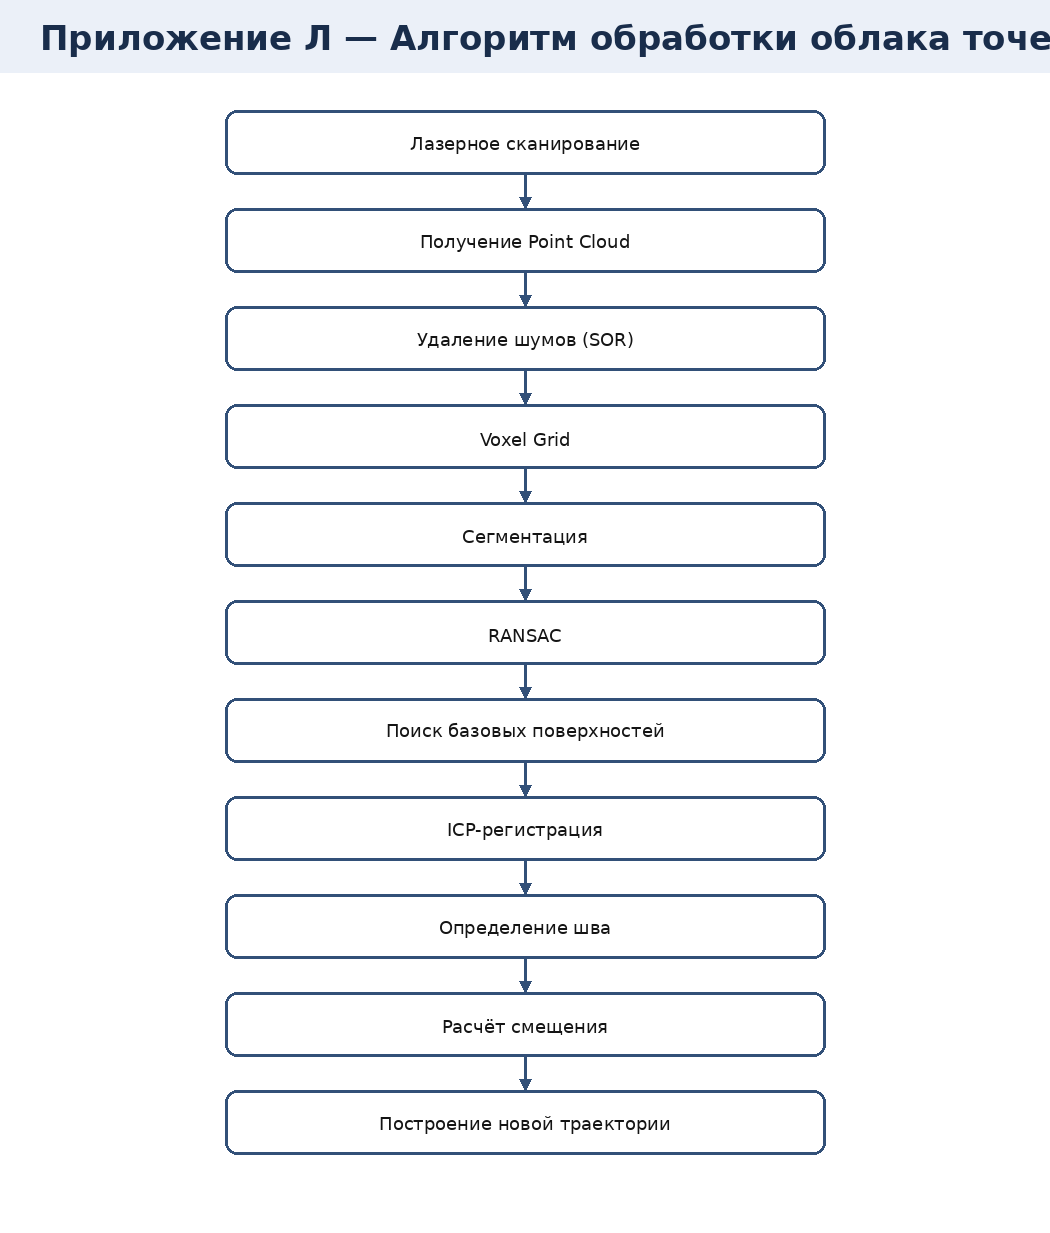 Приложение Л — Алгоритм обработки облака точе
Лазерное сканирование
Получение Point Cloud
Удаление шумов (SOR)
Voxel Grid
Сегментация
RANSAC
Поиск базовых поверхностей
ICP-регистрация
Определение шва
Расчёт смещения
Построение новой траектории